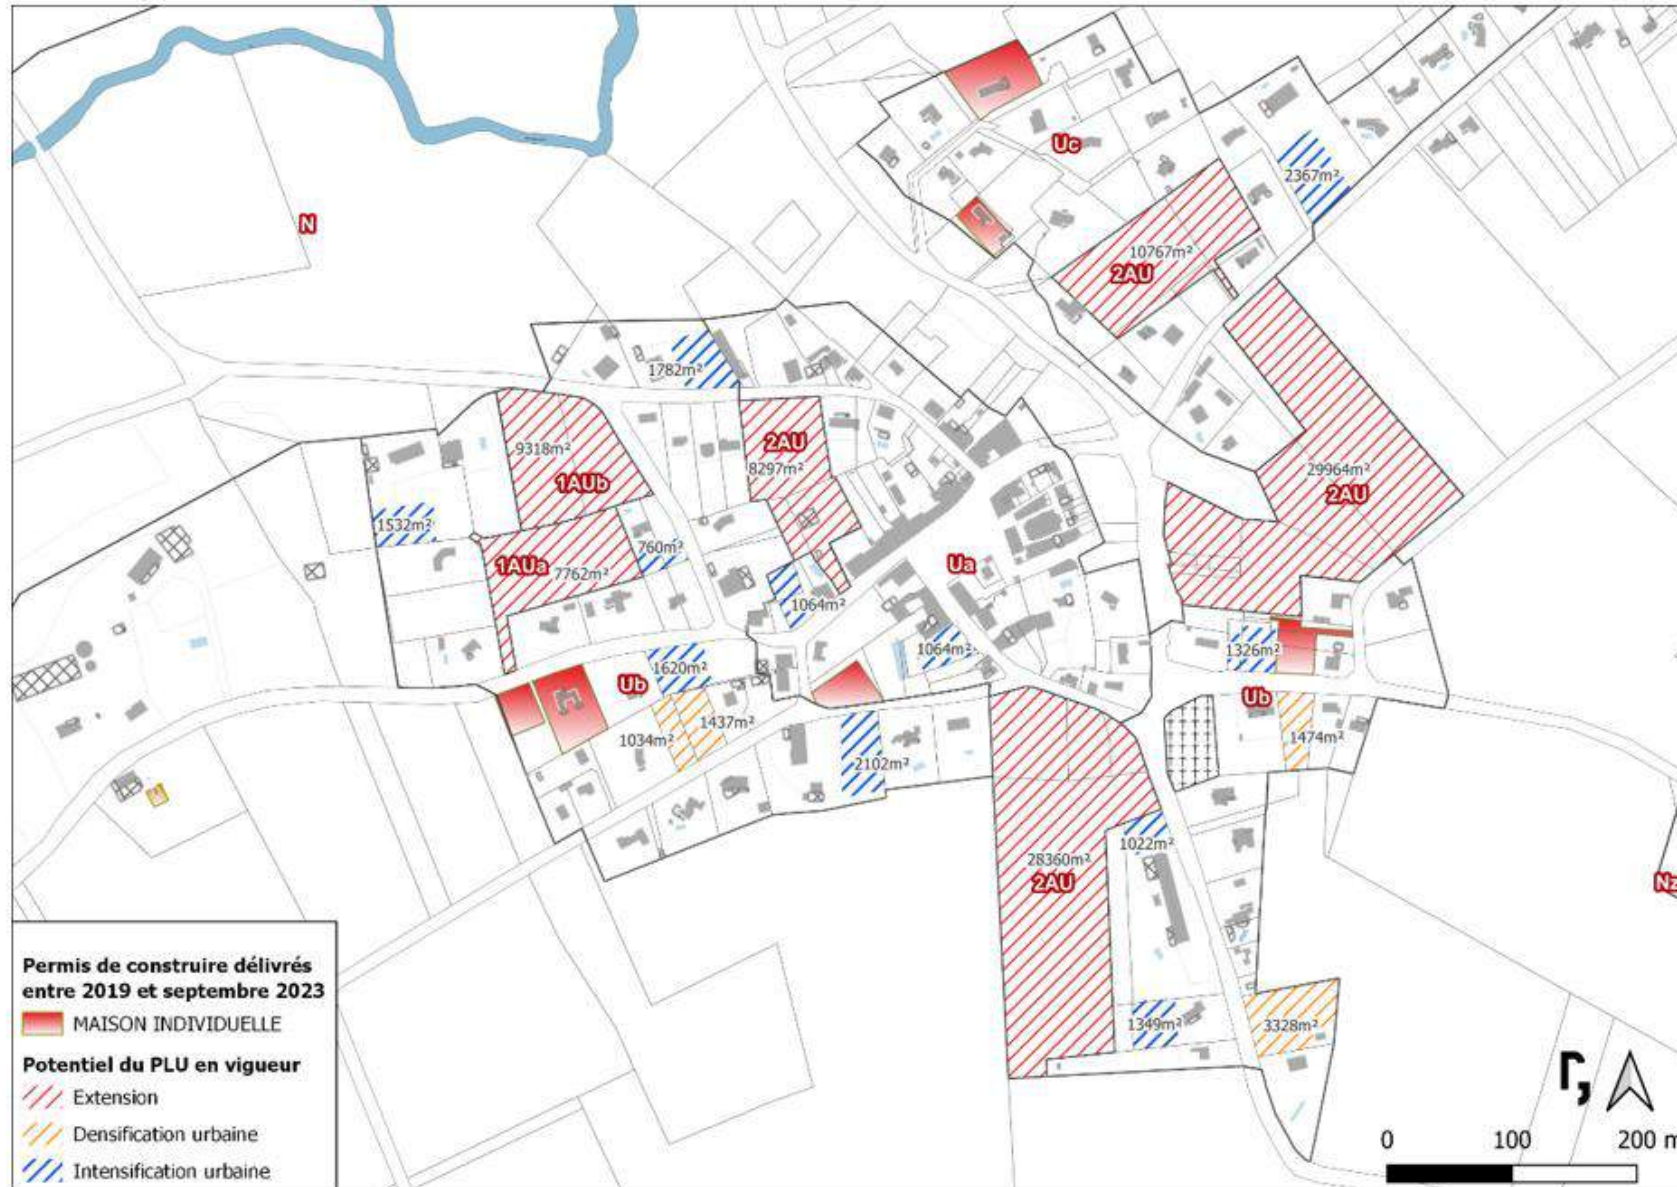 Uc
2367m²
N
10767m²
2AU
1782m²
9318m²
1AUb
2AU
8297m²
29964m²
2AU
1532m²
760m²
1AUa
7762m²
Ua
1064m²
1064m²
1326m²
1620m²
Ub
Ub
1437m²
1034m²
1474m²
2102m²
1022m²
28360m²
2AU
Nz
1349m²
3328m²
Permis de construire délivrés
entre 2019 et septembre 2023
MAISON INDIVIDUELLE
Potentiel du PLU en vigueur
Extension
Densification urbaine
Intensification urbaine
0 100 200 m